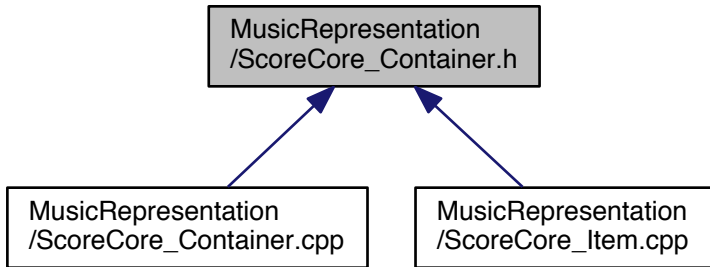 MusicRepresentation
/ScoreCore_Container.h
MusicRepresentation
/ScoreCore_Container.cpp
MusicRepresentation
/ScoreCore_Item.cpp